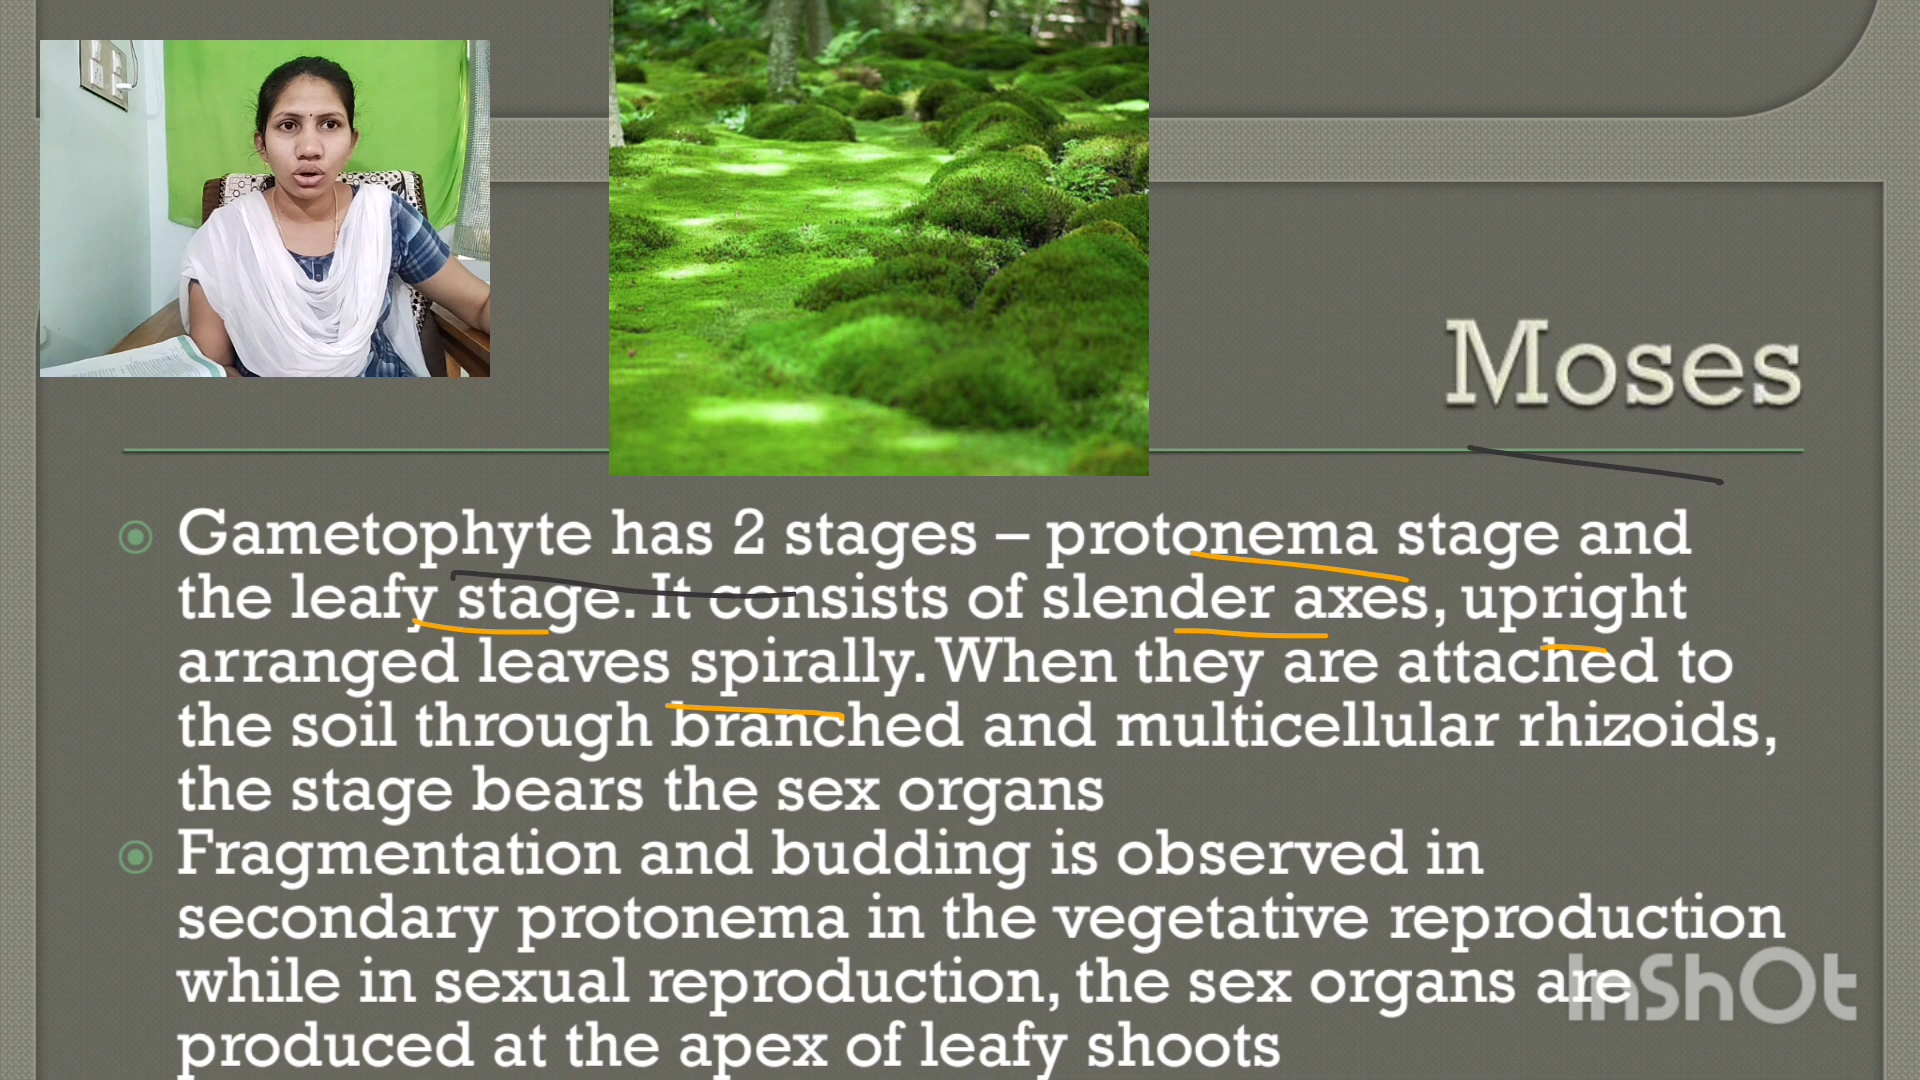 Moses
Gametophyte has 2 stages – protonema stage and
the leafy stage. It consists of slender axes, upright
arranged leaves spirally. When they are attached to
the soil through branched and multicellular rhizoids,
the stage bears the sex organs
Fragmentation and budding is observed in
secondary protonema in the vegetative reproduction
while in sexual reproduction, the sex organs are
produced at the apex of leafy shoots
InShOt